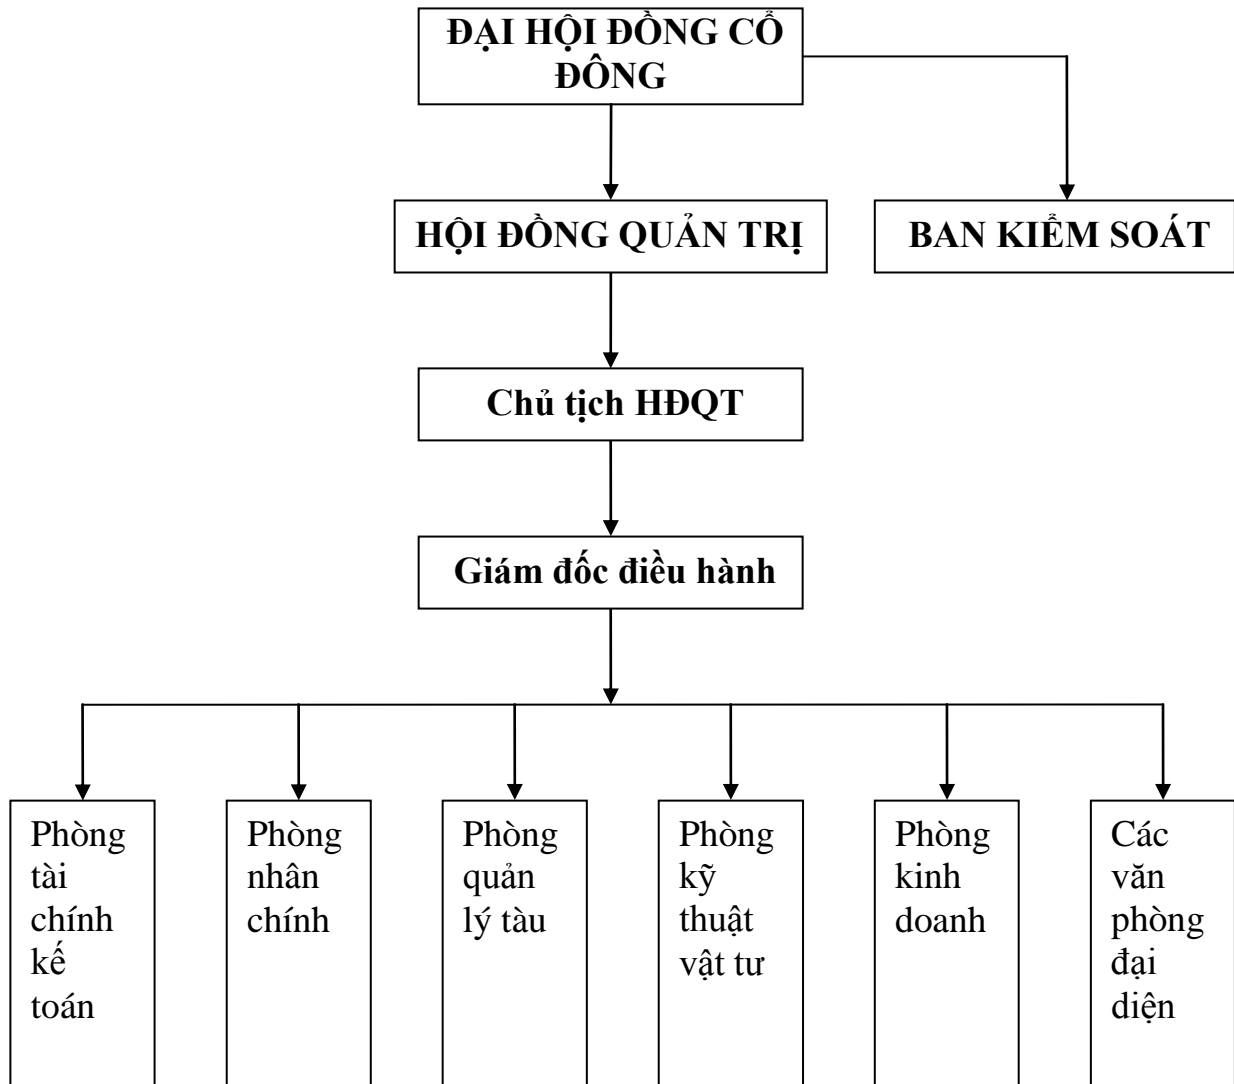 ĐẠI HỘI ĐỒNG CỔ
ĐÔNG
HỘI ĐỒNG QUẢN TRỊ
BAN KIỂM SOÁT
Chủ tịch HĐQT
Giám đốc điều hành
Phòng
tài
chính
kế
toán
Phòng
nhân
chính
Phòng
quản
lý tàu
Phòng
kỹ
thuật
vật tư
Phòng
kinh
doanh
Các
văn
phòng
đại
diện